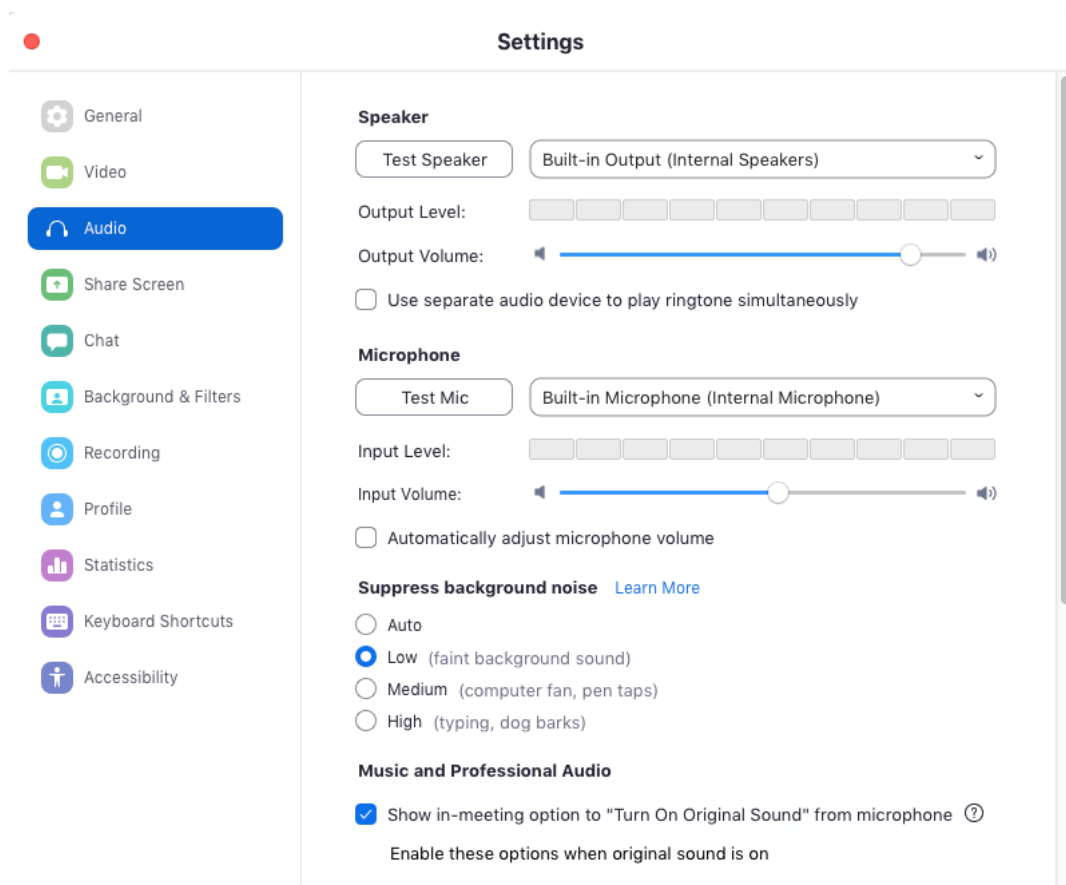 Settings
General
Video
Audio
Share Screen
Chat
Background & Filters
Recording
Profile
Statistics
Keyboard Shortcuts
Accessibility
Speaker
Test Speaker
Built-in Output (Internal Speakers)
Output Level:
Output Volume:
Use separate audio device to play ringtone simultaneously
Microphone
Test Mic
Built-in Microphone (Internal Microphone)
Input Level:
Input Volume:
Automatically adjust microphone volume
Suppress background noise Learn More
Auto
Low (faint background sound)
Medium (computer fan, pen taps)
High (typing, dog barks)
Music and Professional Audio
Show in-meeting option to "Turn On Original Sound" from microphone ?
Enable these options when original sound is on